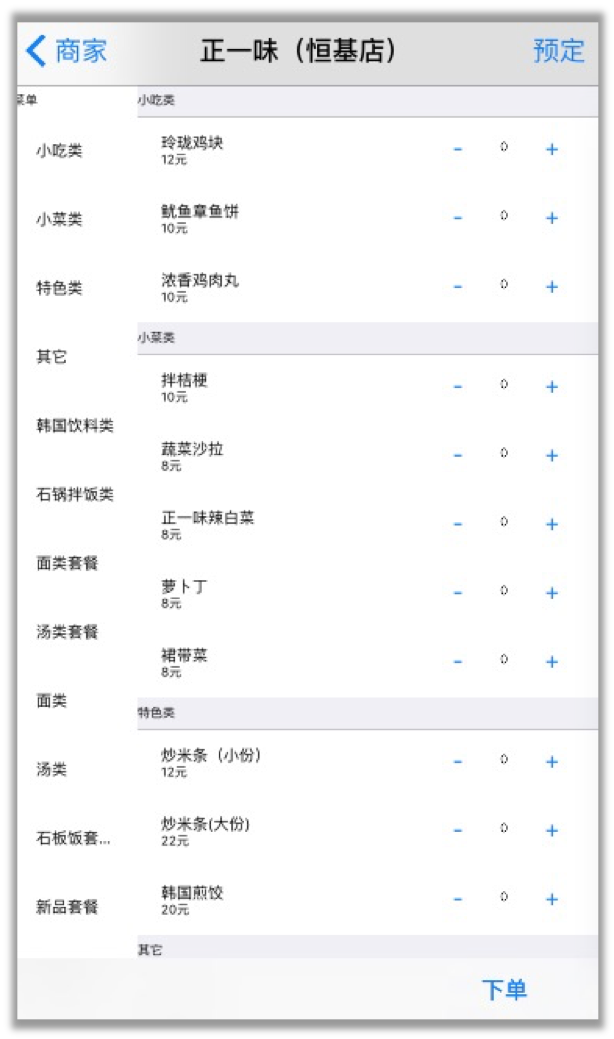 商家
正一味（恒基店）
预定
菜单
小吃类
小菜类
特色类
其它
韩国饮料类
石锅拌饭类
面类套餐
汤类套餐
面类
汤类
石板饭套...
新品套餐
小吃类
玲珑鸡块
12元
- 0 +
鱿鱼章鱼饼
10元
- 0 +
浓香鸡肉丸
10元
- 0 +
小菜类
拌桔梗
10元
- 0 +
蔬菜沙拉
8元
- 0 +
正一味辣白菜
8元
- 0 +
萝卜丁
8元
- 0 +
裙带菜
8元
- 0 +
特色类
炒米条（小份）
12元
- 0 +
炒米条(大份)
22元
- 0 +
韩国煎饺
20元
- 0 +
其它
下单